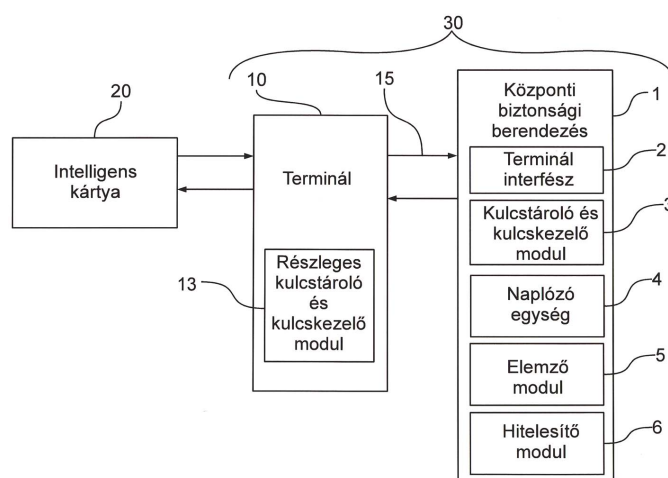 30
20
10
15
1
Központi
biztonsági
berendezés
2
Terminál
interfész
Intelligens
kártya
Terminál
3
Kulcstároló és
kulcskezelő
modul
13
Részleges
kulcstároló
és
kulcskezelő
modul
4
Naplózó
egység
5
Elemző
modul
6
Hitelesítő
modul